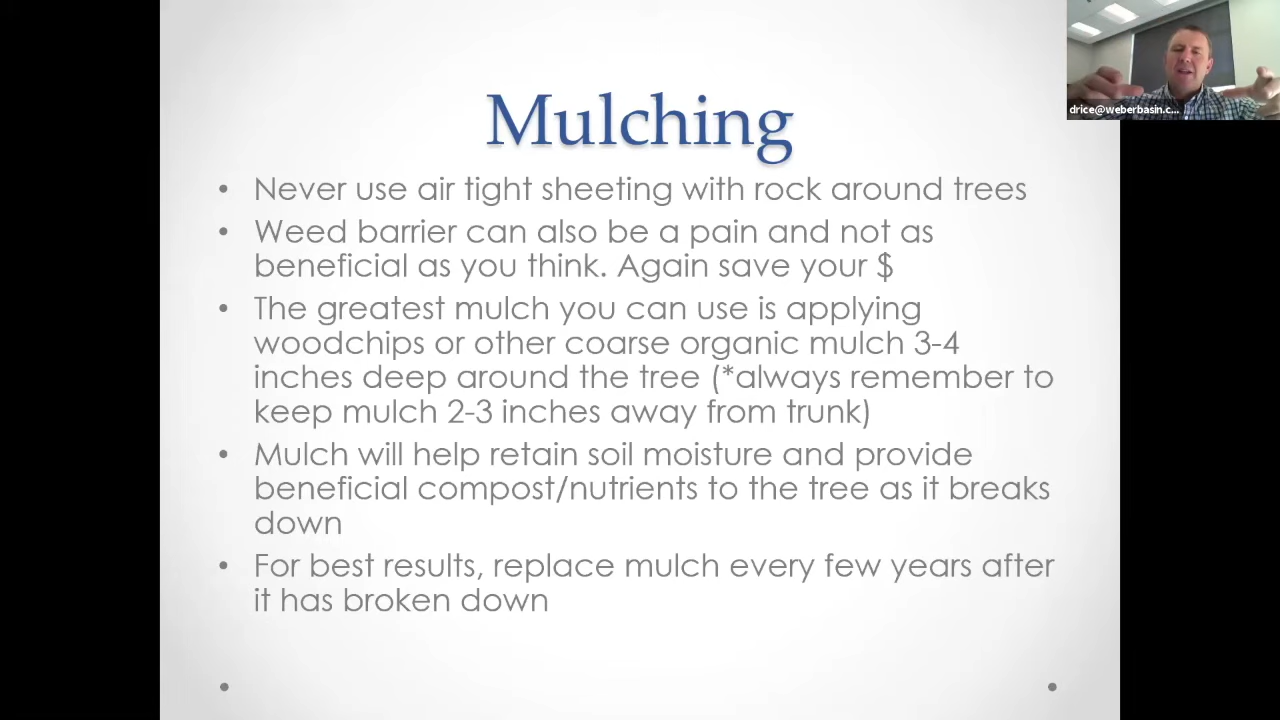 drice@weberbasin.c...
Mulching
• Never use air tight sheeting with rock around trees
• Weed barrier can also be a pain and not as
beneficial as you think. Again save your $
• The greatest mulch you can use is applying
woodchips or other coarse organic mulch 3-4
inches deep around the tree (*always remember to
keep mulch 2-3 inches away from trunk)
• Mulch will help retain soil moisture and provide
beneficial compost/nutrients to the tree as it breaks
down
• For best results, replace mulch every few years after
it has broken down